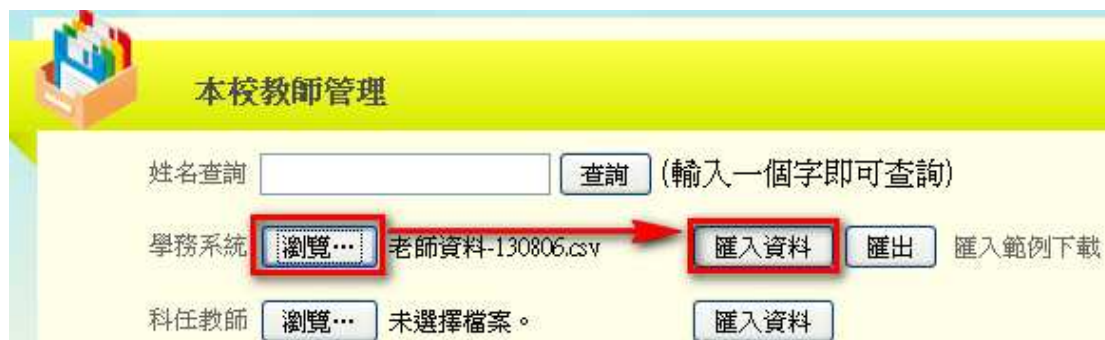 本校教師管理
姓名查詢 查詢 (輸入一個字即可查詢)
學務系統 瀏覽… 老師資料-130806.csv 匯入資料 匯出 匯入範例下載
科任教師 瀏覽… 未選擇檔案。 匯入資料